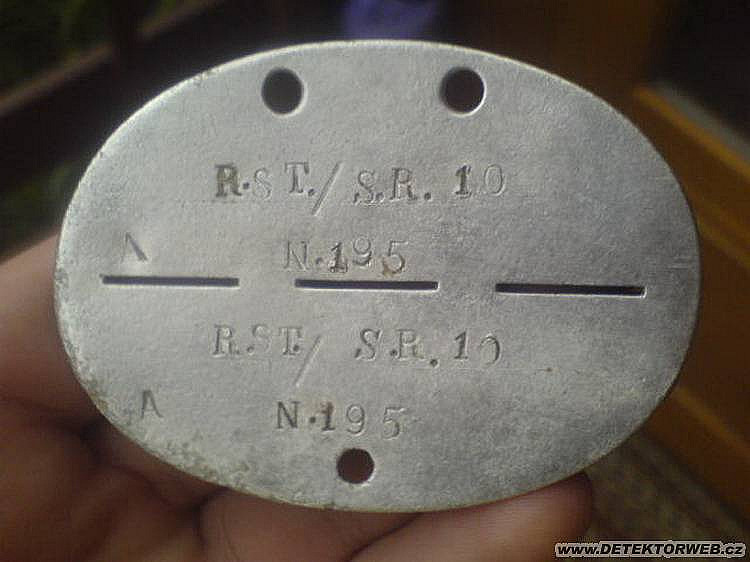 R.ST./S.R.10
A N.195
R.ST./ S.R.10
A N.195
www.DETEKTORWEB.cz